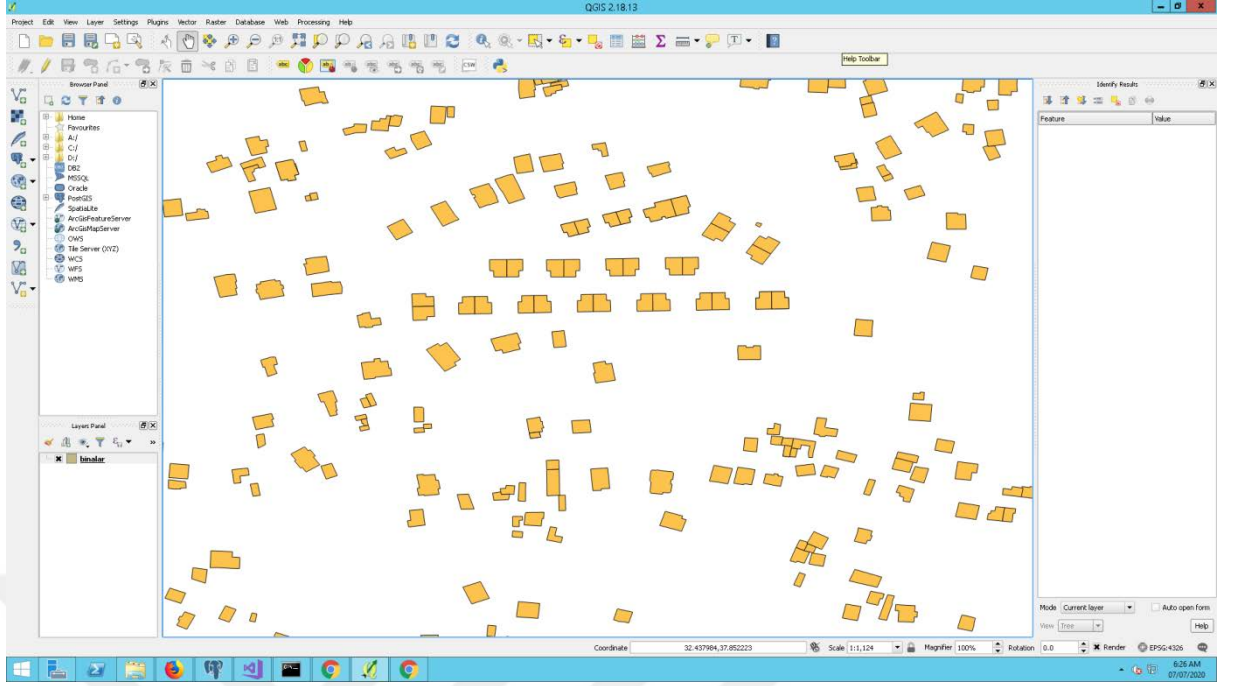 QGIS 2.18.13
Project Edit View Layer Settings Plugins Vector Raster Database Web Processing Help
Help Toolbar
CSW
Browser Panel
Home
Favourites
A:/
C:/
D:/
DB2
MSSQL
Oracle
PostGIS
SpatiaLite
ArcGisFeatureServer
ArcGisMapServer
OWS
Tile Server (XYZ)
WCS
WFS
WMS
Layers Panel
binalar
Identify Results
Feature Value
Mode Current layer Auto open form
View Tree Help
Coordinate 32.437984,37.852223 Scale 1:1,124 Magnifier 100% Rotation 0.0 Render EPSG:4326
6:26 AM
07/07/2020